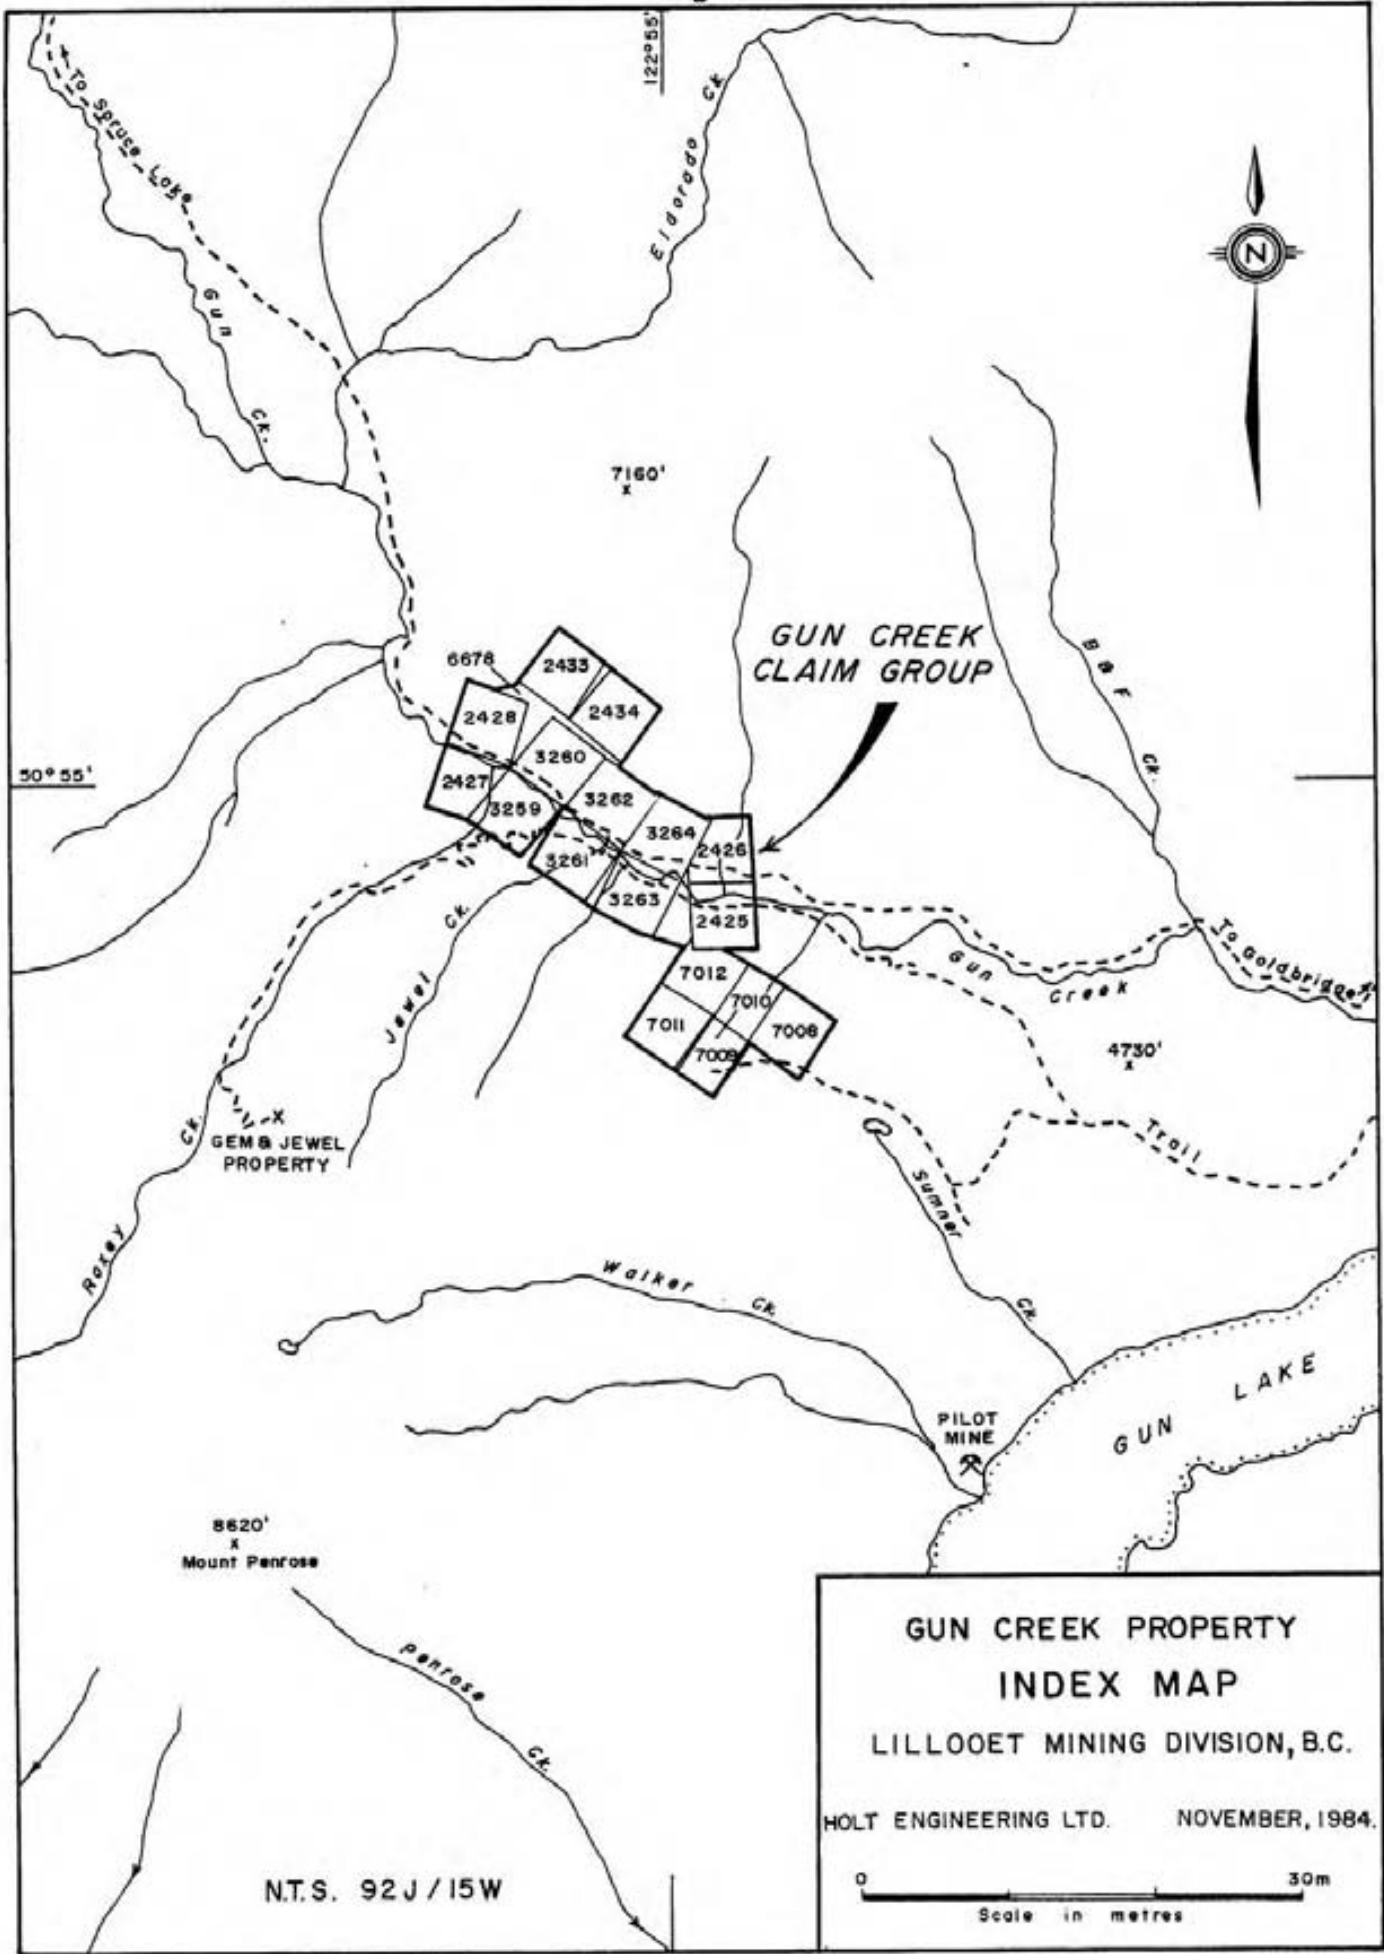 122°55'
To Spruce Lake
Eldorado Ck.
N
Gun Ck.
7160'
x
GUN CREEK
CLAIM GROUP
B & F Ck.
6678
2433
2434
2428
3260
50°55'
2427
3259
3262
3264
2426
3261
3263
2425
To Goldbridge
Gun Creek
Jewel Ck.
7012
7010
7011
7008
7009
4730'
x
x
GEM & JEWEL
PROPERTY
Trail
Roxey Ck.
Sumner Ck.
Walker Ck.
GUN LAKE
PILOT
MINE
8620'
x
Mount Penrose
Penrose Ck.
GUN CREEK PROPERTY
INDEX MAP
LILLOOET MINING DIVISION, B.C.
HOLT ENGINEERING LTD. NOVEMBER, 1984.
0 30m
Scale in metres
N.T.S. 92J/15W